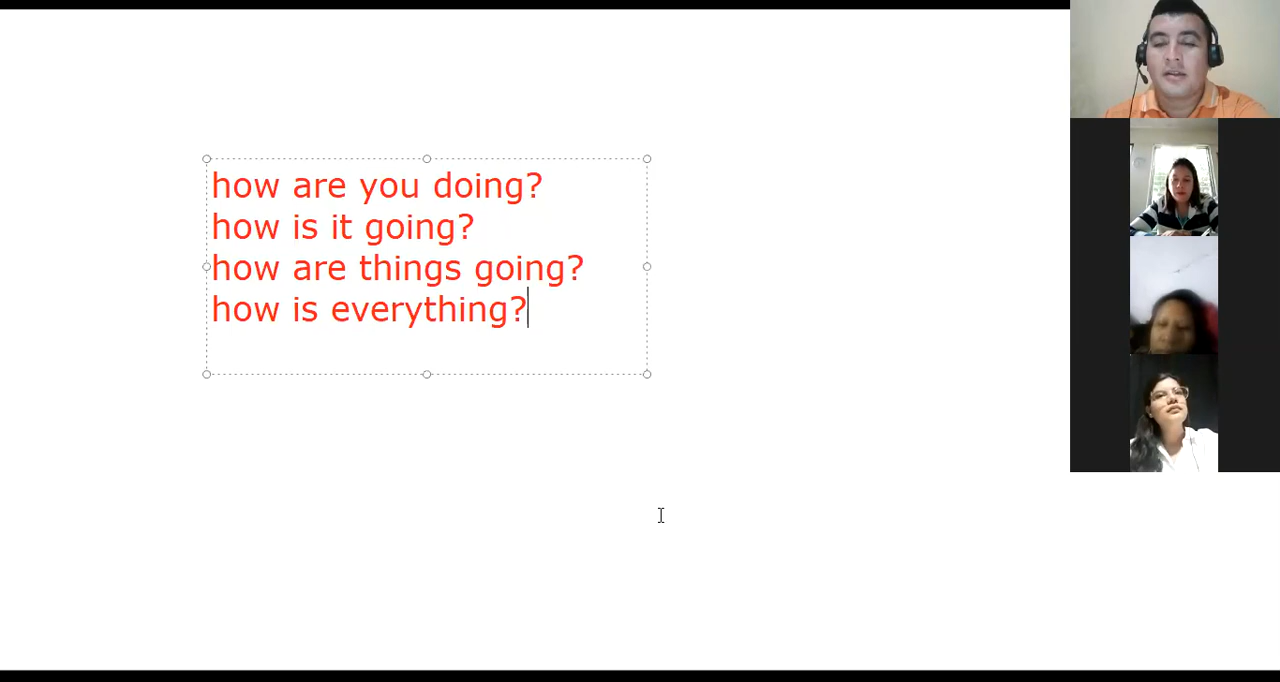 how are you doing?
how is it going?
how are things going?
how is everything?